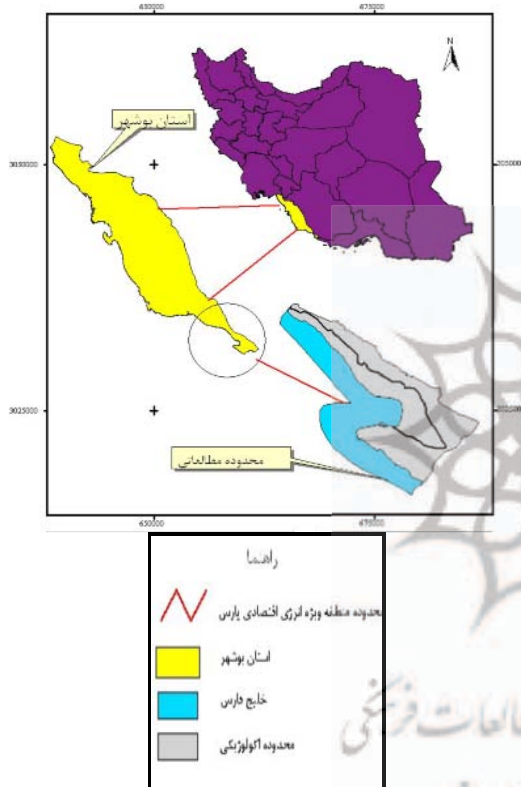 650000 675000
N
استان بوشهر
3050000
3025000
محدوده مطالعاتی
650000 675000
راهنما
محدوده منطقه ویژه انرژی اقتصادی پارس
استان بوشهر
خلیج فارس
محدوده اکولوژیکی